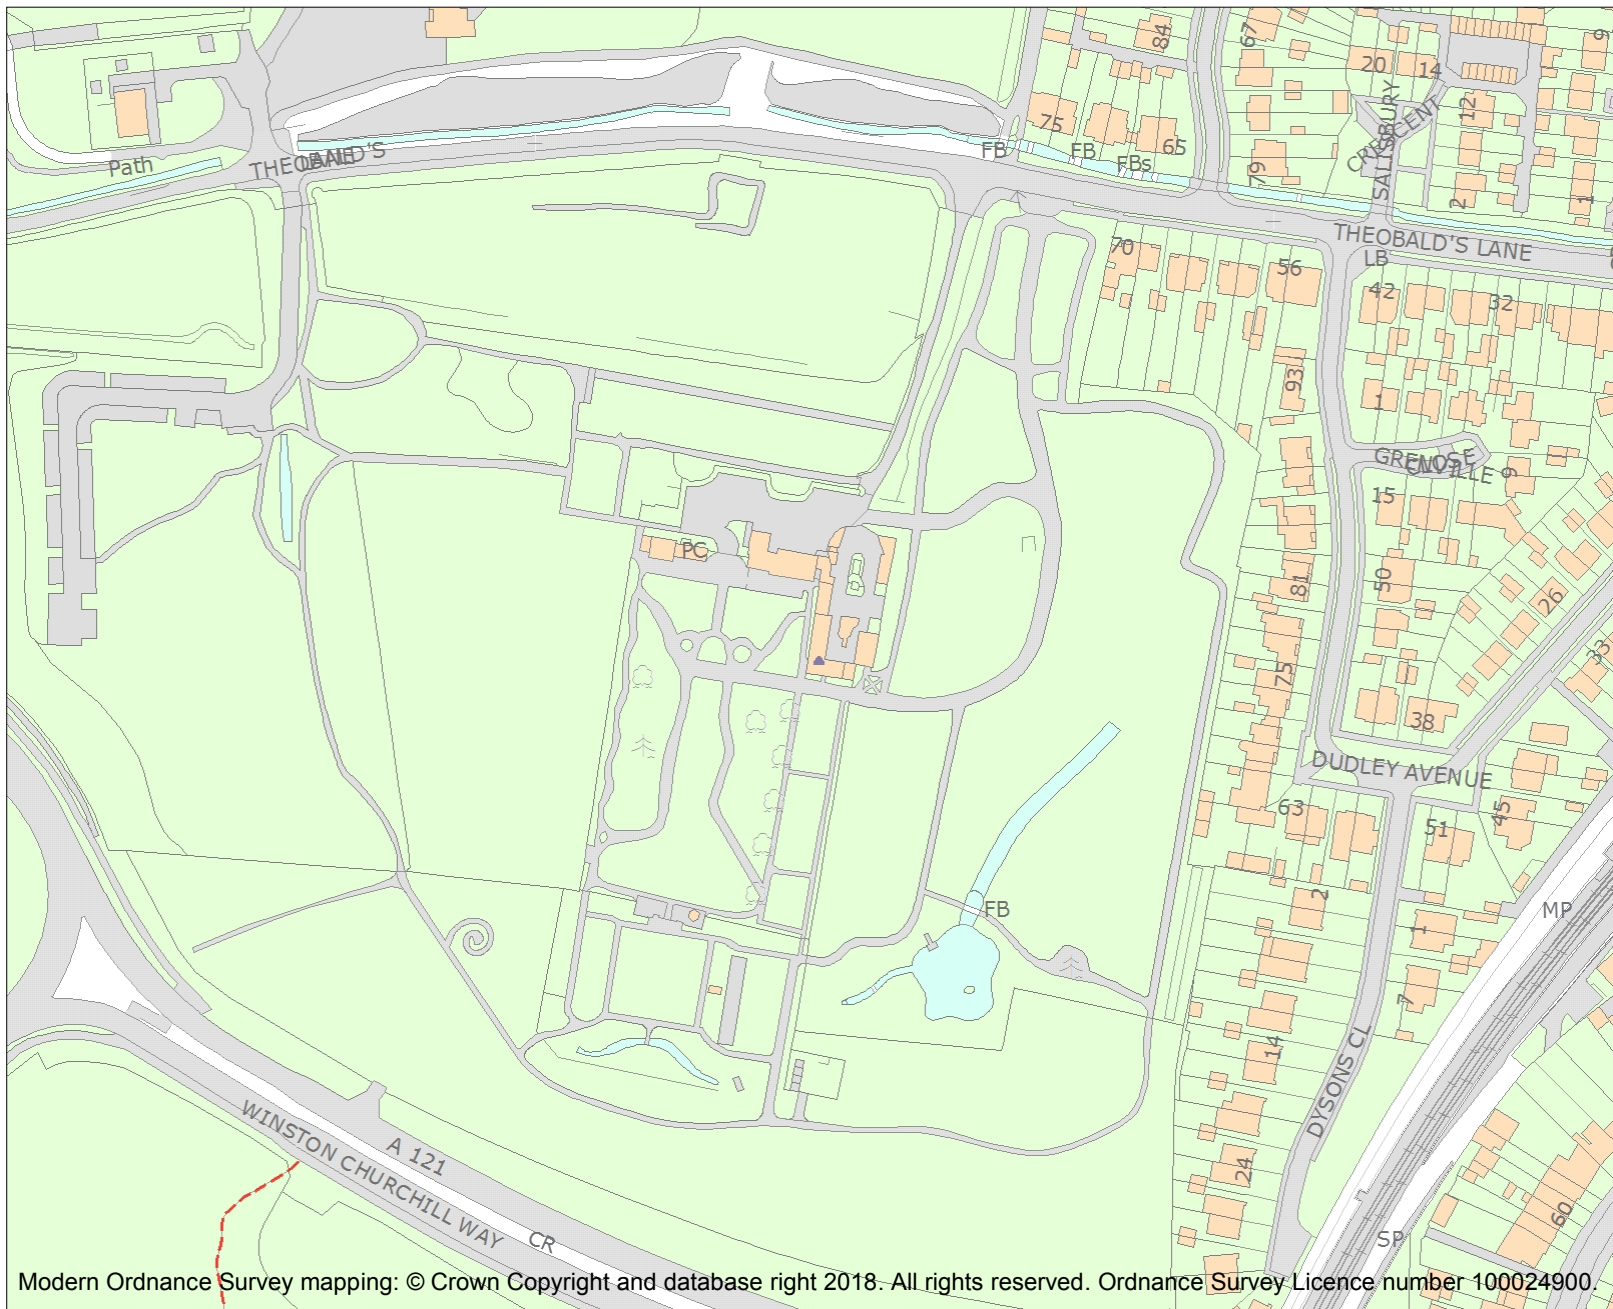 84
67
20
14
9
12
SALISBURY
CRESCENT
75
65
FB
FB
FBs
79
2
1
Path
THEOBALD'S
LANE
THEOBALD'S LANE
LB
70
56
42
32
93
1
GRENVILLE
CLOSE
9
15
PC
81
50
26
33
75
38
DUDLEY AVENUE
63
51
45
2
FB
MP
1
7
14
DYSONS CL
A 121
WINSTON CHURCHILL WAY
CR
24
60
SP
Modern Ordnance Survey mapping: © Crown Copyright and database right 2018. All rights reserved. Ordnance Survey Licence number 100024900.